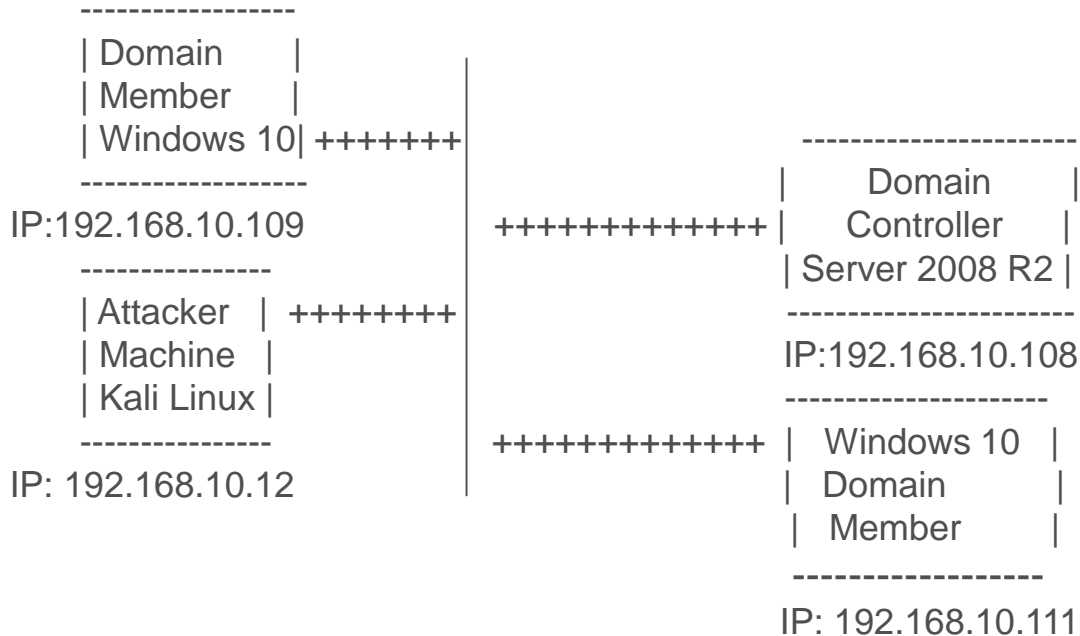 ------------------
| Domain |
| Member |
| Windows 10| +++++++
-------------------
IP:192.168.10.109
----------------
| Attacker | ++++++++
| Machine |
| Kali Linux |
----------------
IP: 192.168.10.12
-----------------------
| Domain |
+++++++++++++ | Controller |
| Server 2008 R2 |
------------------------
IP:192.168.10.108
----------------------
+++++++++++++ | Windows 10 |
| Domain |
| Member |
-------------------
IP: 192.168.10.111